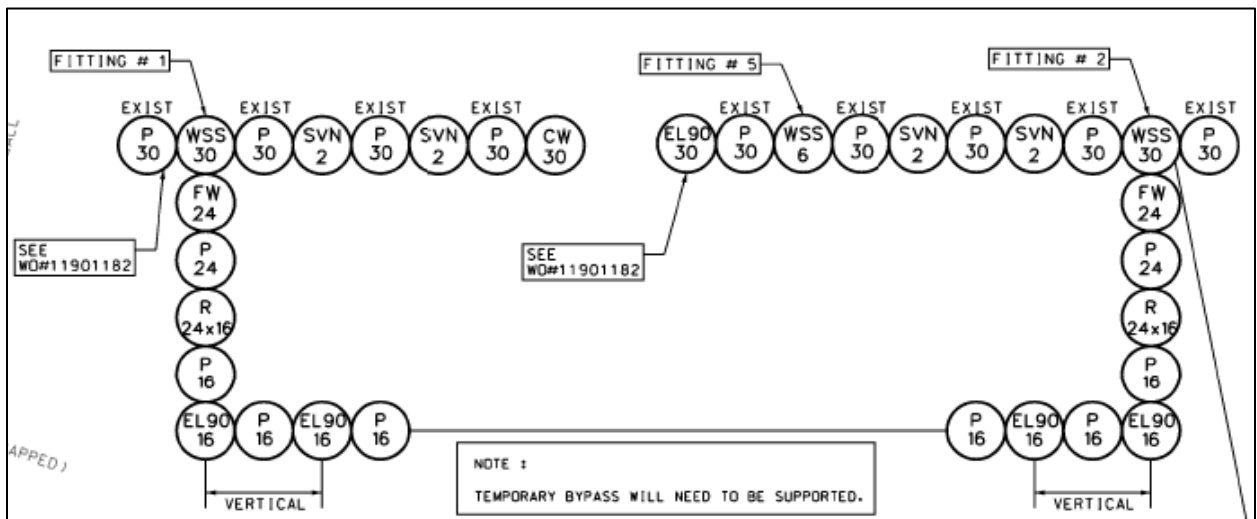 FITTING # 1
FITTING # 5
FITTING # 2
EXIST EXIST EXIST EXIST EXIST EXIST EXIST EXIST
P 30 WSS 30 P 30 SVN 2 P 30 SVN 2 P 30 CW 30
EL90 30 P 30 WSS 6 P 30 SVN 2 P 30 SVN 2 P 30 WSS 30 P 30
ALL
FW 24
FW 24
SEE
WO#11901182
SEE
WO#11901182
P 24
P 24
R 24x16
R 24x16
P 16
P 16
EL90 16 P 16 EL90 16 P 16
P 16 EL90 16 P 16 EL90 16
APPED)
NOTE :
TEMPORARY BYPASS WILL NEED TO BE SUPPORTED.
VERTICAL
VERTICAL